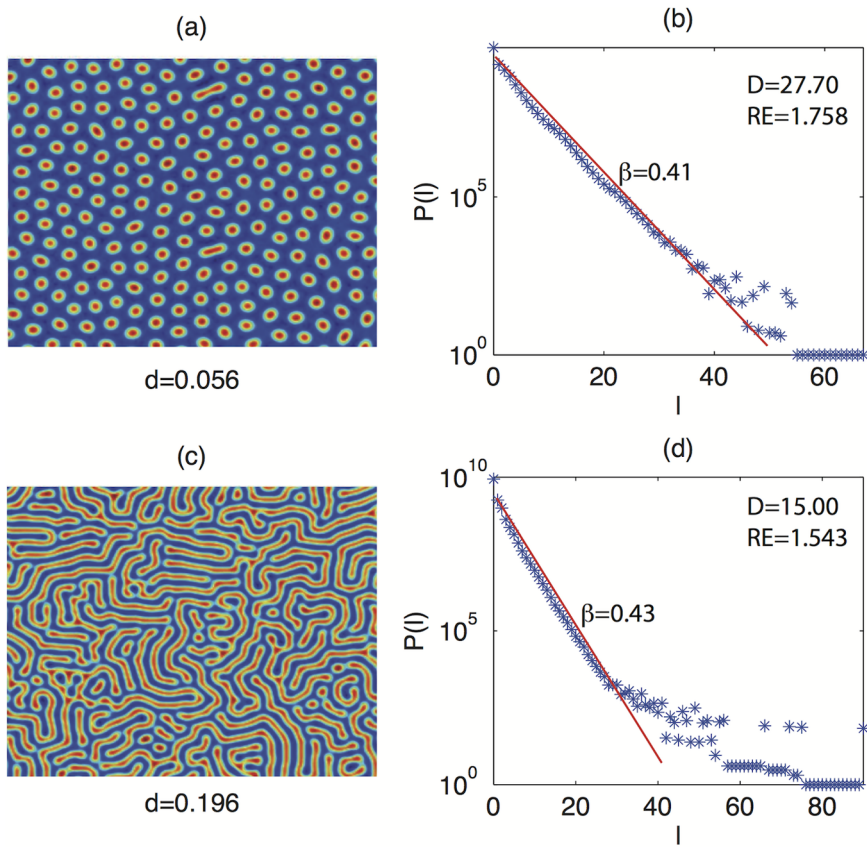 (a)
d=0.056
(b)
D=27.70
RE=1.758
β=0.41
P(l)
10^5
10^0
0 20 40 60
l
(c)
d=0.196
(d)
10^10
D=15.00
RE=1.543
β=0.43
P(l)
10^5
10^0
0 20 40 60 80
l